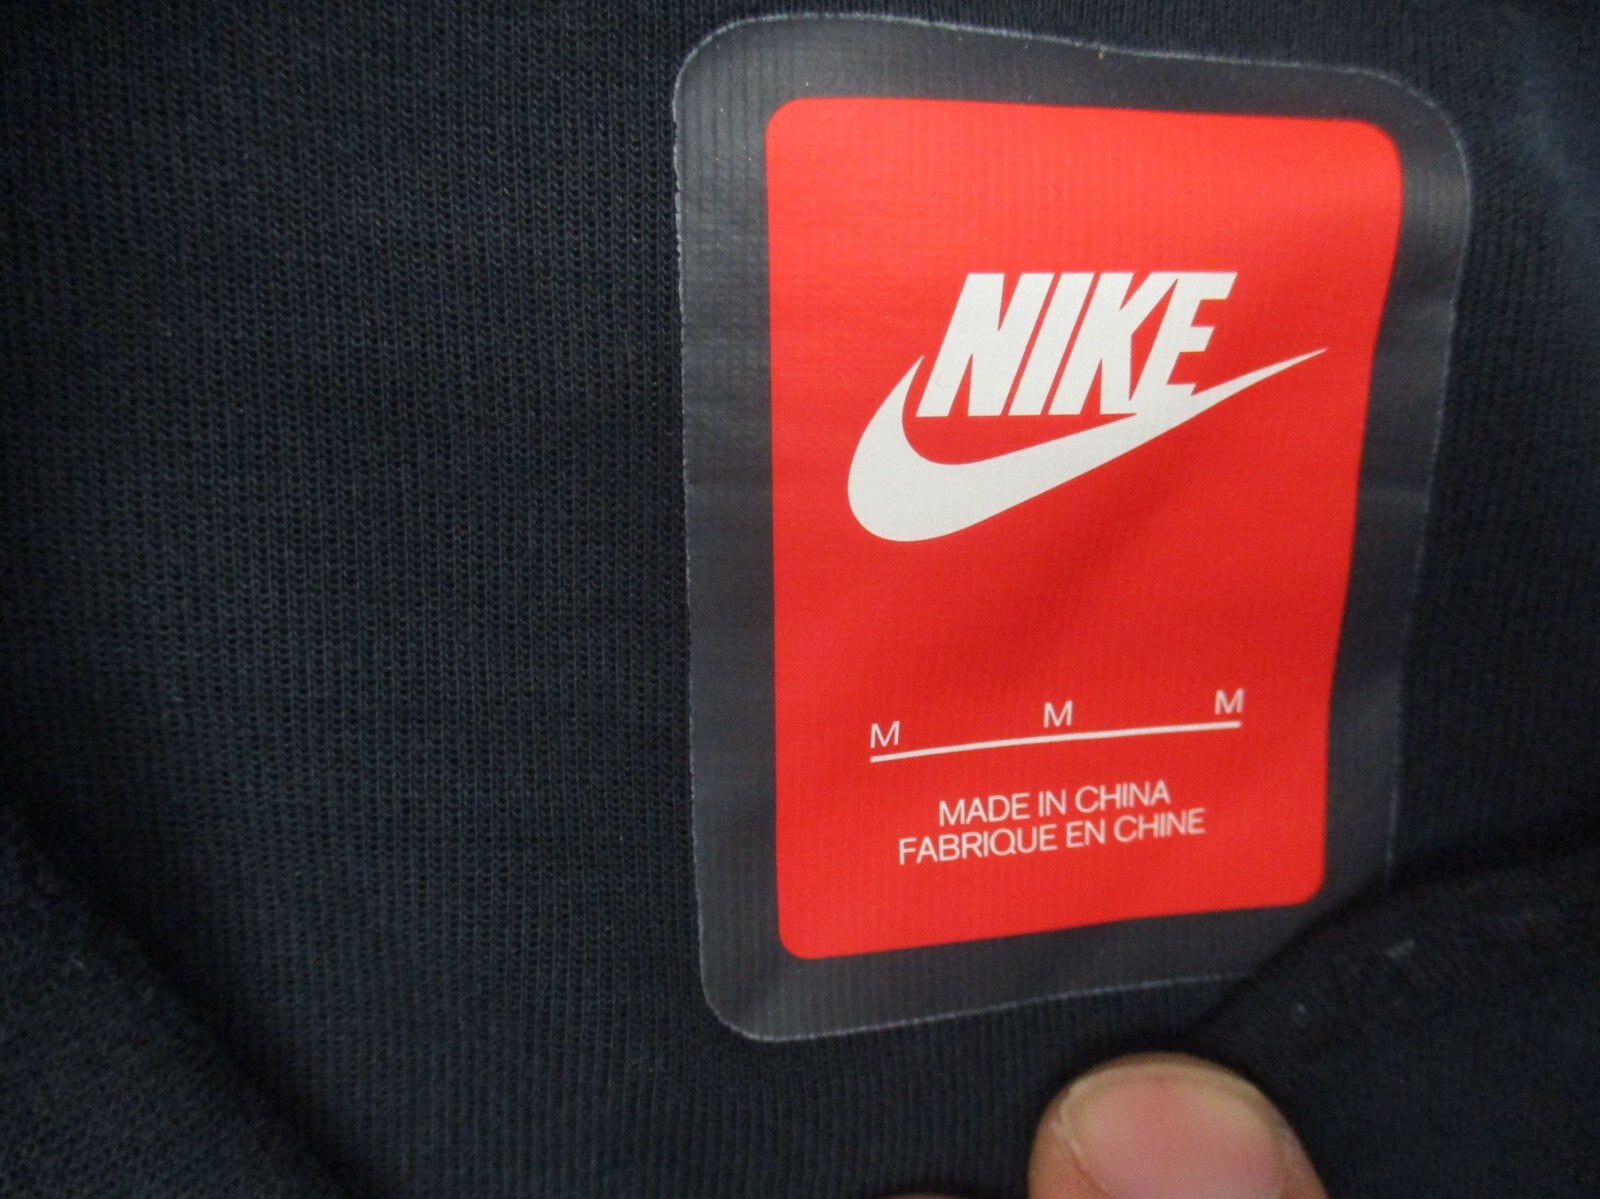 NIKE
M M M
MADE IN CHINA
FABRIQUE EN CHINE